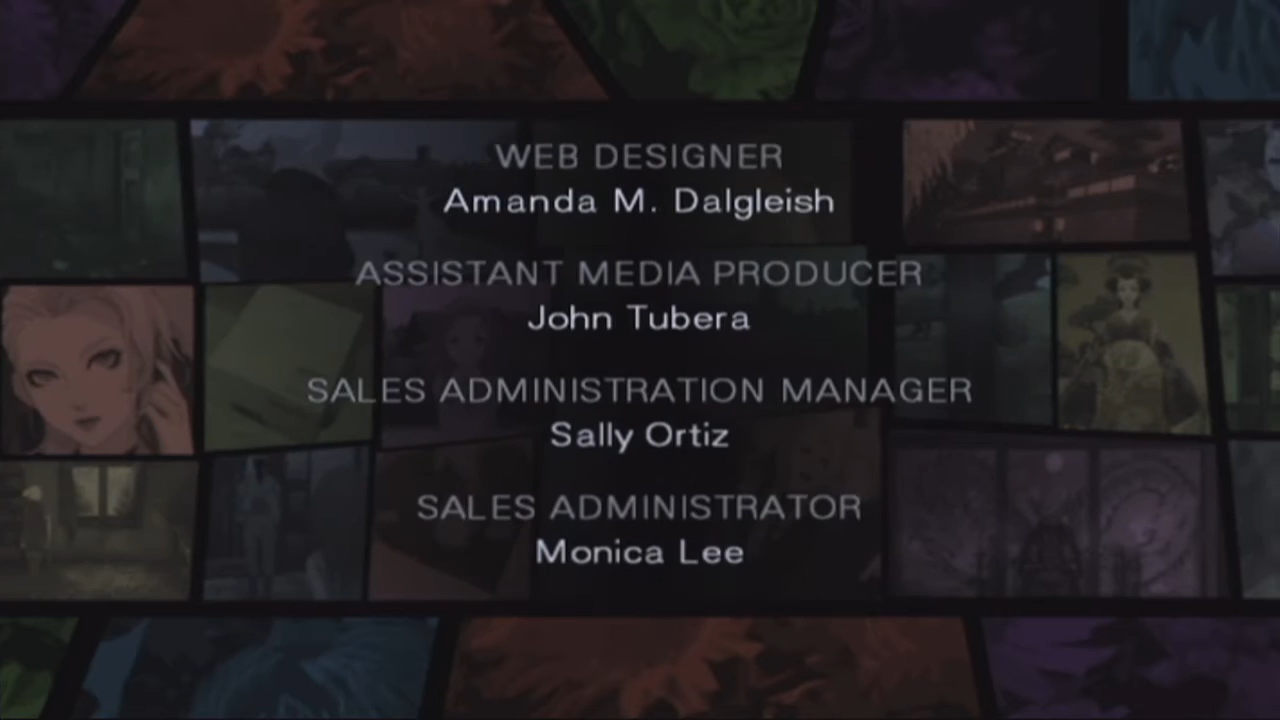 WEB DESIGNER
Amanda M. Dalgleish
ASSISTANT MEDIA PRODUCER
John Tubera
SALES ADMINISTRATION MANAGER
Sally Ortiz
SALES ADMINISTRATOR
Monica Lee